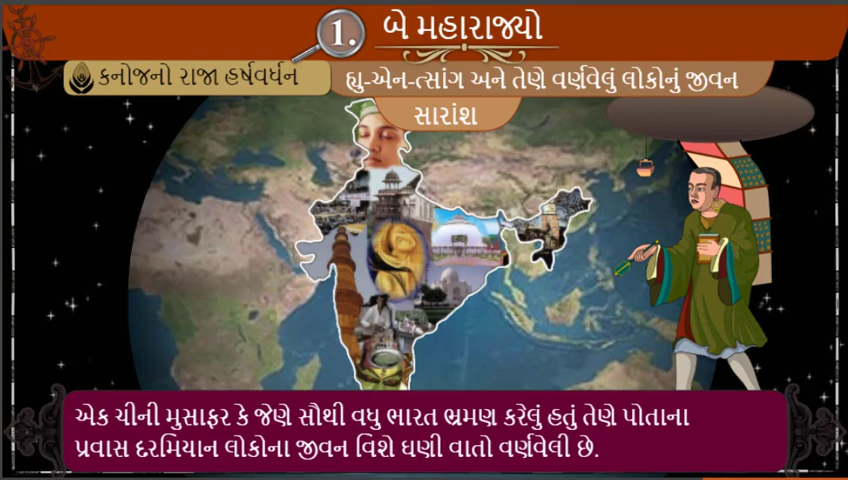 1. બે મહારાજ્યો
કનોજનો રાજા હર્ષવર્ધન
હ્યુ-એન-ત્સાંગ અને તેણે વર્ણવેલું લોકોનું જીવન
સારાંશ
એક ચીની મુસાફર કે જેણે સૌથી વધુ ભારત ભ્રમણ કરેલું હતું તેણે પોતાના
પ્રવાસ દરમિયાન લોકોના જીવન વિશે ઘણી વાતો વર્ણવેલી છે.